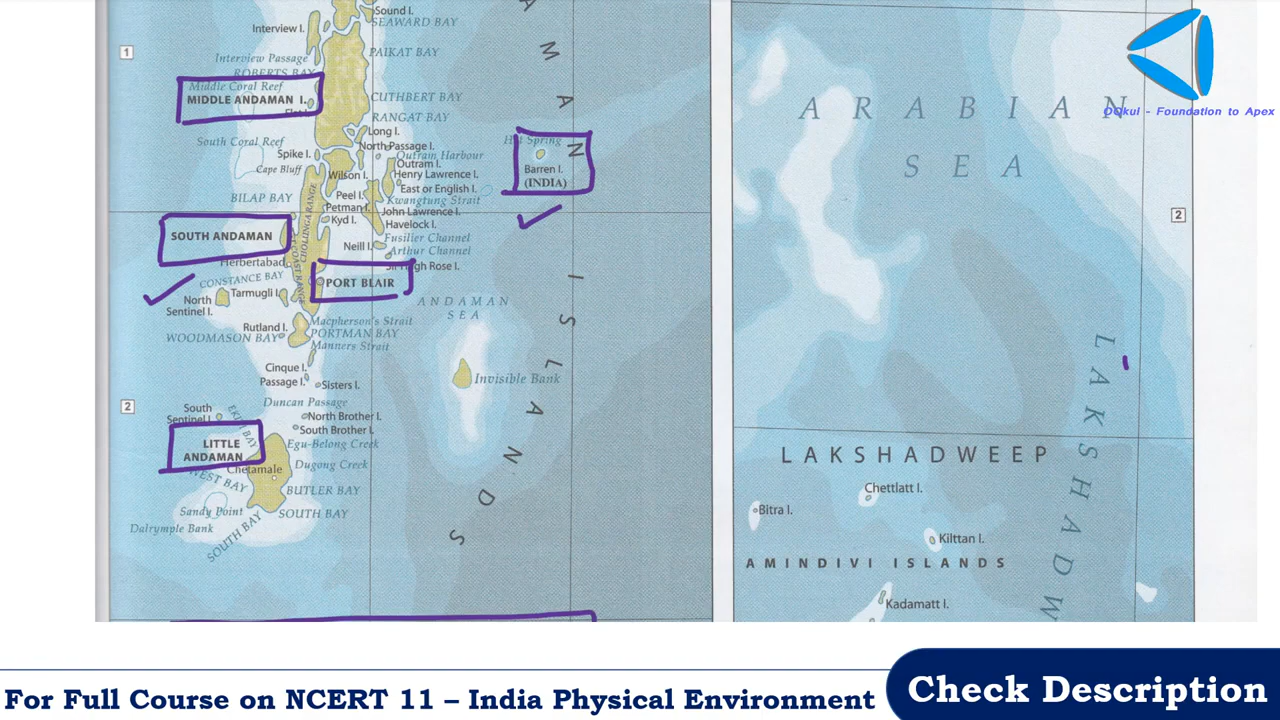 Sound I.
SEAWARD BAY
Interview I.
PAIKAT BAY
Interview Passage
ROBERTS BAY
Middle Coral Reef
MIDDLE ANDAMAN I.
CUTHBERT BAY
RANGAT BAY
Long I.
South Coral Reef
North Passage I.
Spike I.
Outram Harbour
Outram I.
Cape Bluff
Wilson I.
Henry Lawrence I.
East or English I.
BILAP BAY
Peel I.
Kwangtung Strait
Petman I.
John Lawrence I.
Kyd I.
Havelock I.
SOUTH ANDAMAN
Fusilier Channel
Neill I.
Arthur Channel
Herbertabad
Hugh Rose I.
CHOLUNGA RANGE
CONSTANCE BAY
PORT BLAIR
Tarmugli I.
North
Sentinel I.
ANDAMAN
SEA
Macpherson's Strait
Rutland I.
PORTMAN BAY
WOODMASON BAY
Manners Strait
Cinque I.
Passage I.
Sisters I.
Invisible Bank
Duncan Passage
South
Sentinel I.
North Brother I.
South Brother I.
LITTLE
ANDAMAN
Egu-Belong Creek
Chetamale
Dugong Creek
WEST BAY
BUTLER BAY
Sandy Point
SOUTH BAY
Dalrymple Bank
SOUTH BAY
Spring
Barren I.
(INDIA)
A M A N
I S L A N D S
1
2
ARABIAN
SEA
2
LAKSHADW
LAKSHADWEEP
Chettlatt I.
Bitra I.
Kilttan I.
AMINDIVI ISLANDS
Kadamatt I.
QQkul - Foundation to Apex
For Full Course on NCERT 11 – India Physical Environment
Check Description